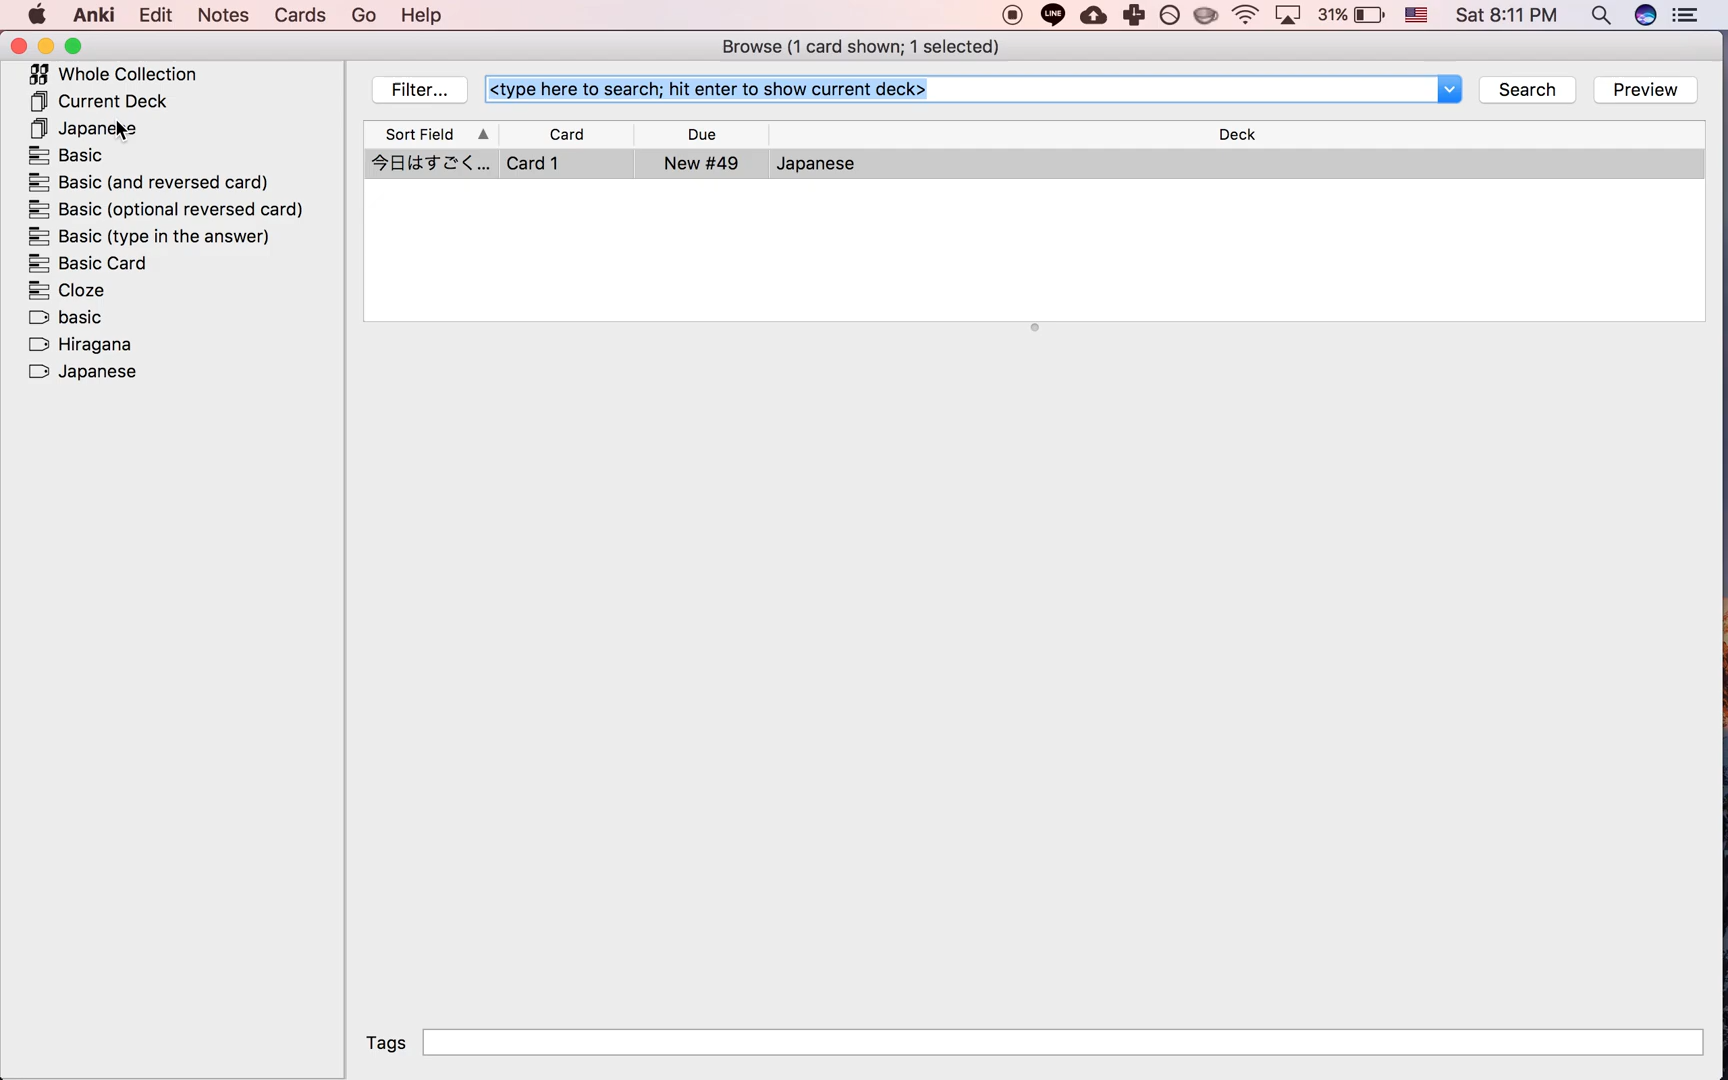 Anki Edit Notes Cards Go Help LINE 31% Sat 8:11 PM
Browse (1 card shown; 1 selected)
Whole Collection
Current Deck
Japanese
Basic
Basic (and reversed card)
Basic (optional reversed card)
Basic (type in the answer)
Basic Card
Cloze
basic
Hiragana
Japanese
Filter... <type here to search; hit enter to show current deck> Search Preview
Sort Field Card Due Deck
今日はすごく... Card 1 New #49 Japanese
Tags